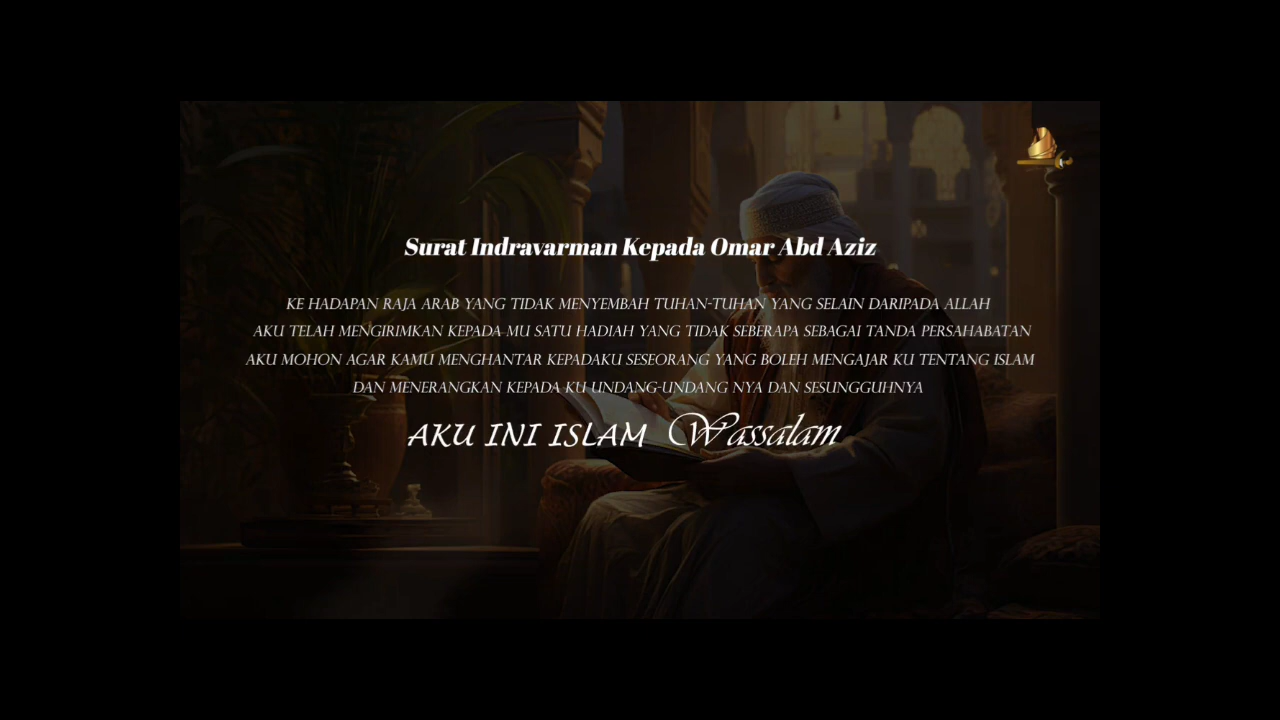 Surat Indravarman Kepada Omar Abd Aziz
KE HADAPAN RAJA ARAB YANG TIDAK MENYEMBAH TUHAN-TUHAN YANG SELAIN DARIPADA ALLAH
AKU TELAH MENGIRIMKAN KEPADA MU SATU HADIAH YANG TIDAK SEBERAPA SEBAGAI TANDA PERSAHABATAN
AKU MOHON AGAR KAMU MENGHANTAR KEPADAKU SESEORANG YANG BOLEH MENGAJAR KU TENTANG ISLAM
DAN MENERANGKAN KEPADA KU UNDANG-UNDANG NYA DAN SESUNGGUHNYA
AKU INI ISLAM Wassalam